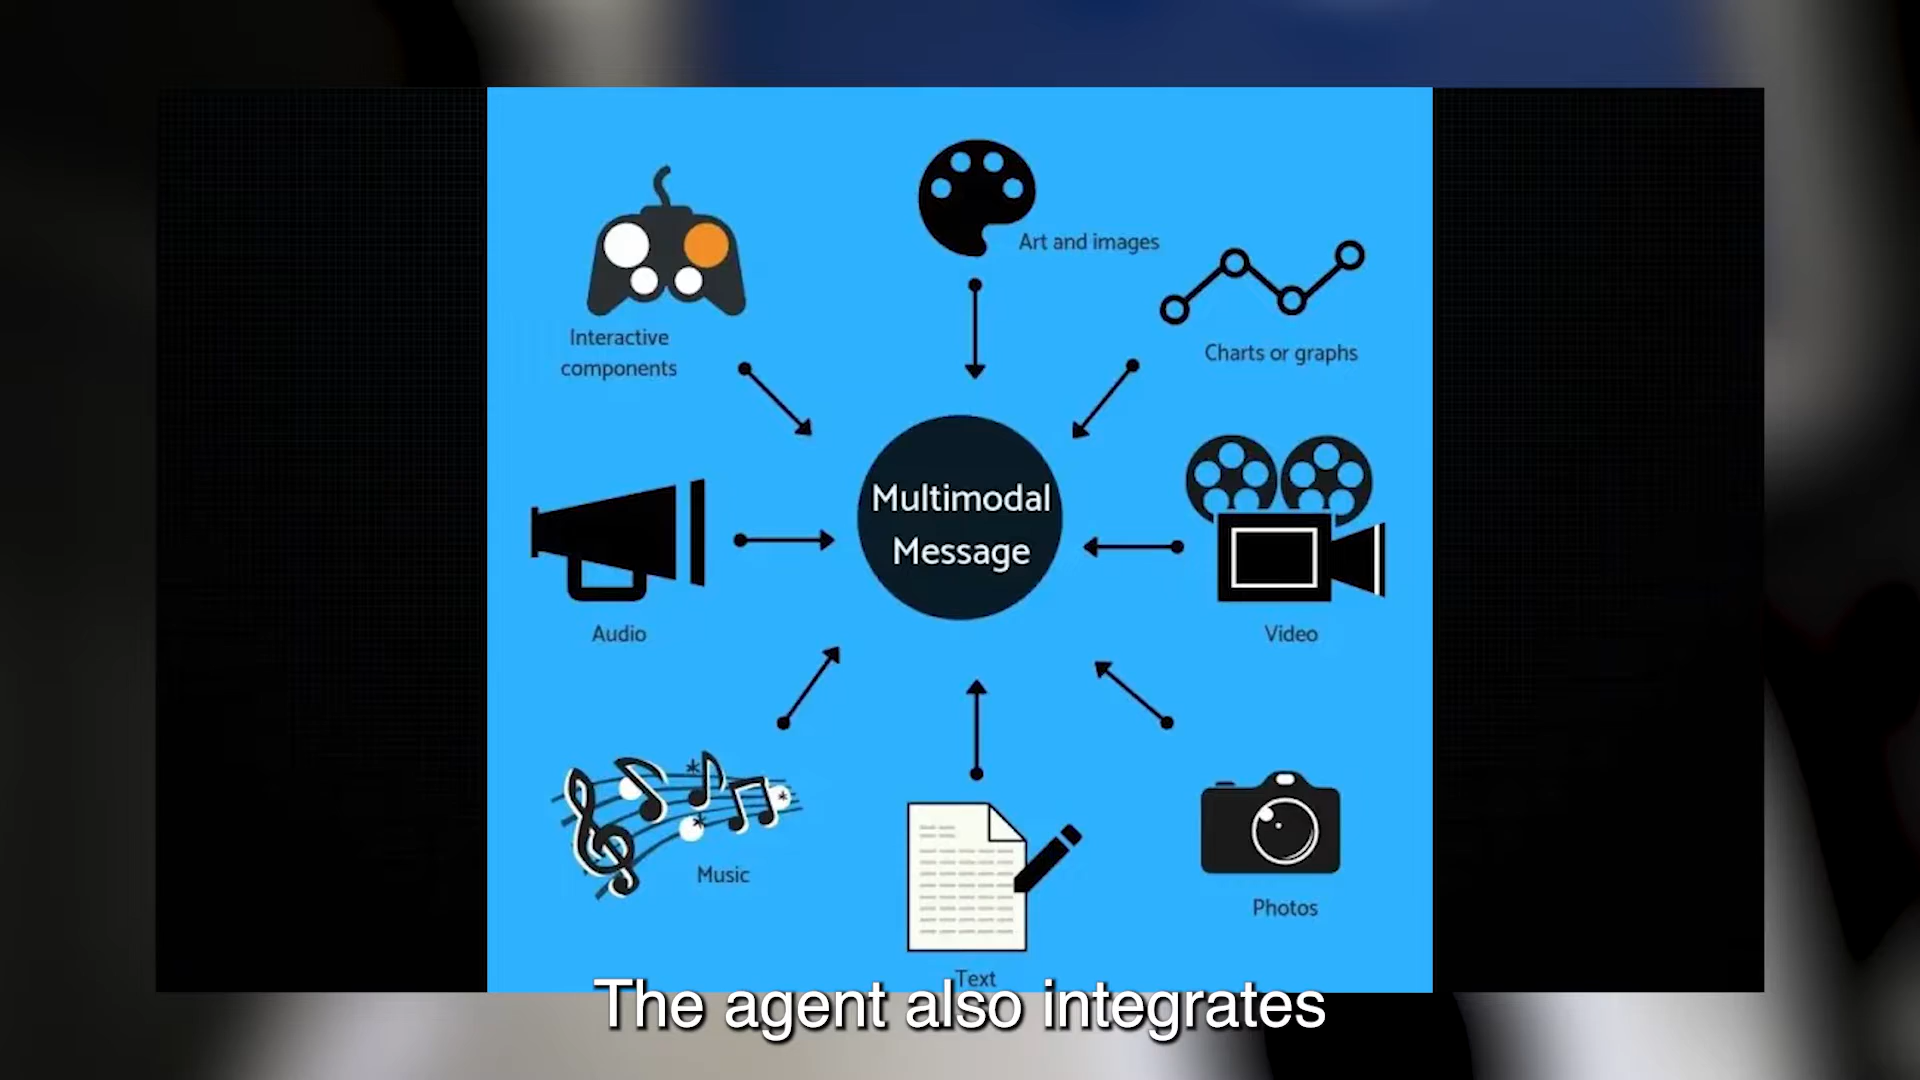 Art and images
Interactive
components
Charts or graphs
Multimodal
Message
Audio
Video
Music
Photos
Text
The agent also integrates